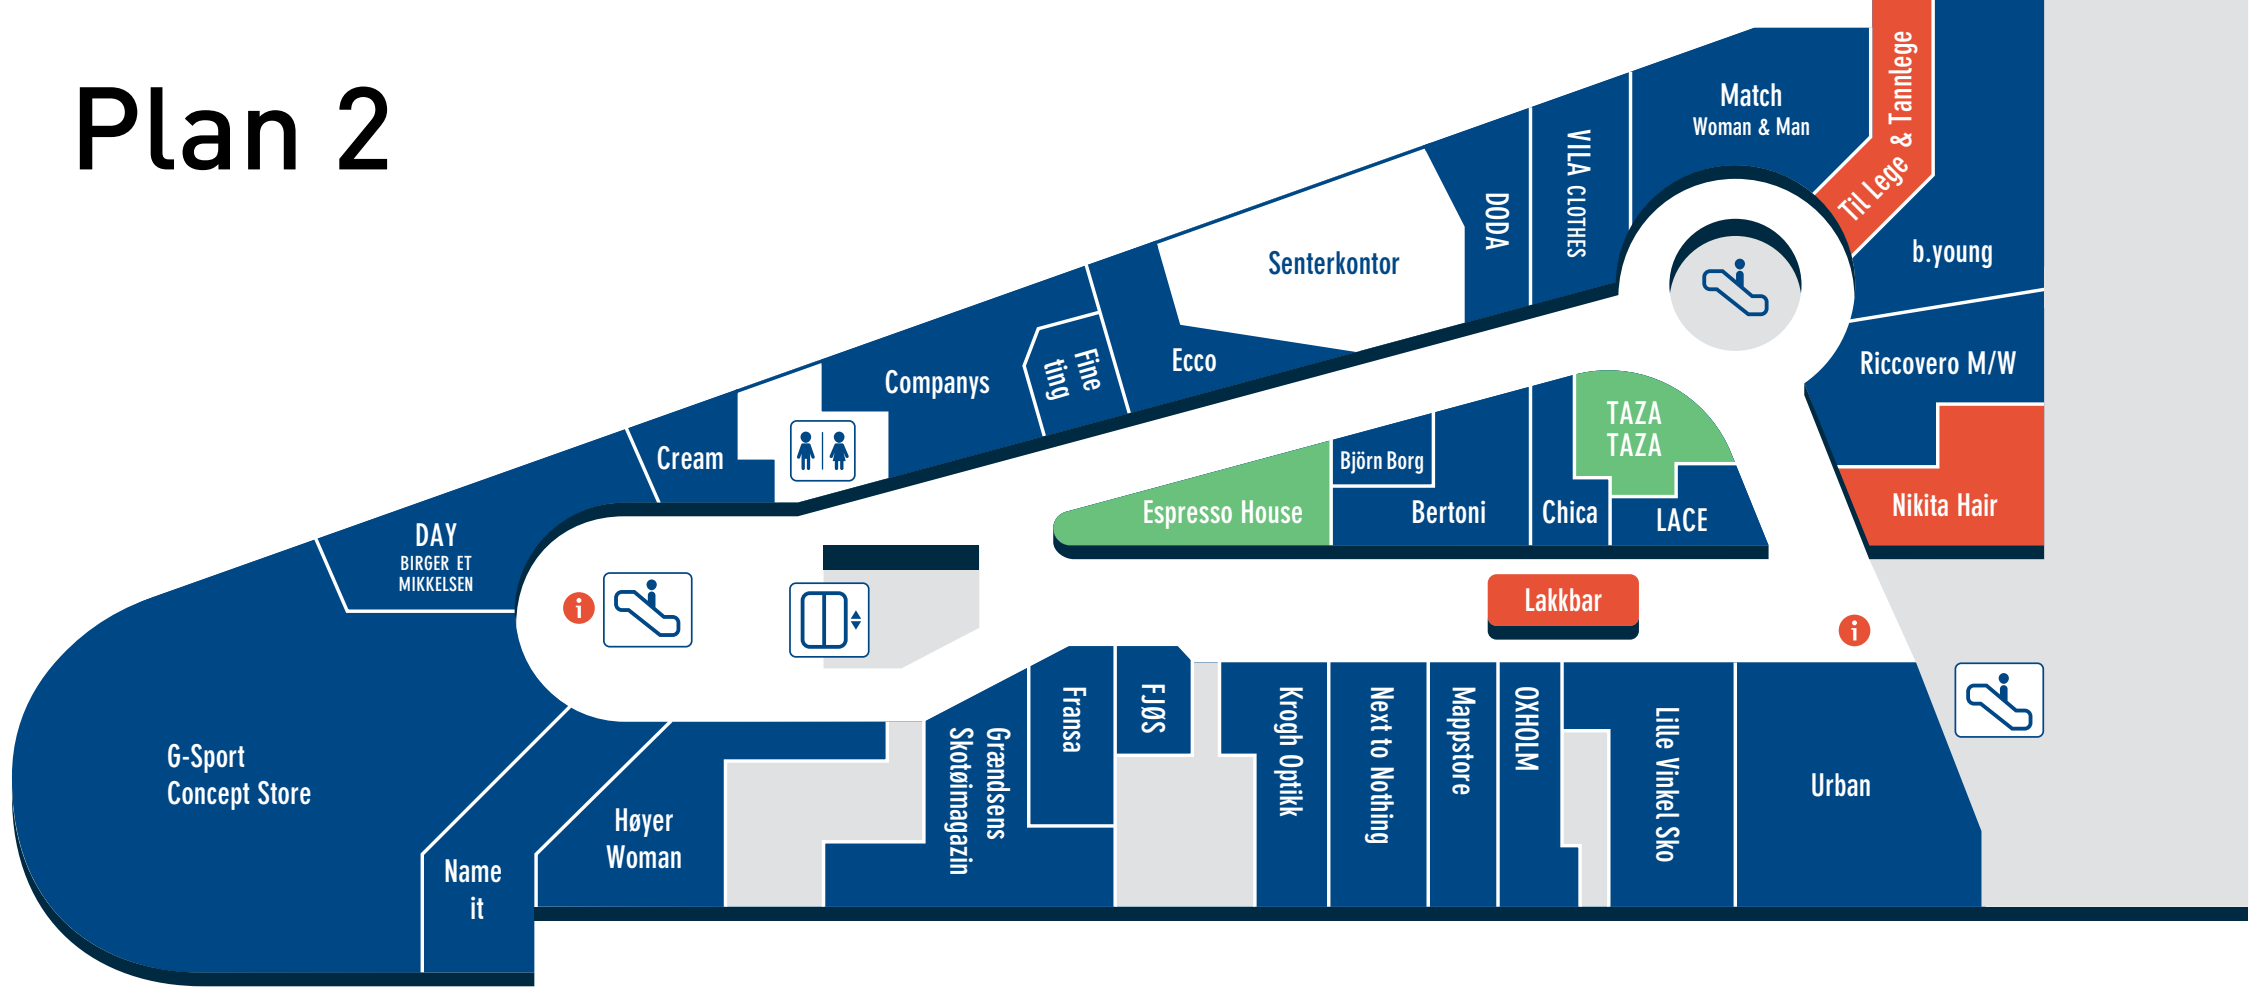 Plan 2
Match
Woman & Man
Til Lege & Tannlege
VILA CLOTHES
DODA
b.young
Senterkontor
Riccovero M/W
Ecco
Fine
ting
Companys
Cream
TAZA
TAZA
Björn Borg
Espresso House
Bertoni
Chica
LACE
Nikita Hair
DAY
BIRGER ET
MIKKELSEN
i
Lakkbar
i
G-Sport
Concept Store
Name
it
Høyer
Woman
Grændsens
Skotøimagazin
Fransa
FJØS
Krogh Optikk
Next to Nothing
Mappstore
OXHOLM
Lille Vinkel Sko
Urban